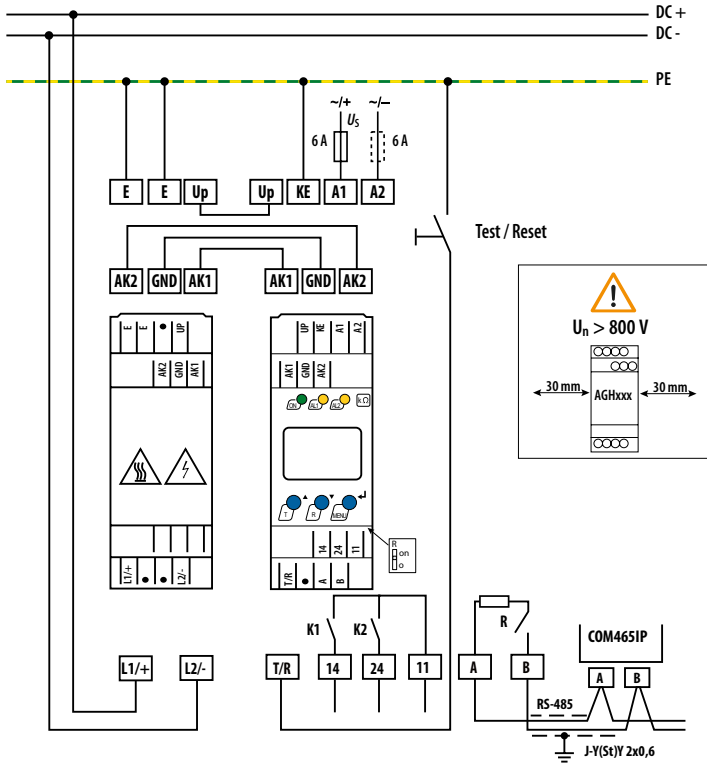 DC +
DC -
PE
~/+ ~/–
U_S
6 A 6 A
E E Up Up KE A1 A2
Test / Reset
AK2 GND AK1 AK1 GND AK2
E E UP UP KE A1 A2
AK2 GND AK1 AK1 GND AK2
ON AL1 AL2 kΩ
T R MENU
14 24 11
L1/+ L2/- T/R A B
R
on
o
Uₙ > 800 V
30 mm AGHxxx 30 mm
K1 K2 R
COM465IP
L1/+ L2/- T/R 14 24 11 A B
A B
RS-485
J-Y(St)Y 2x0,6